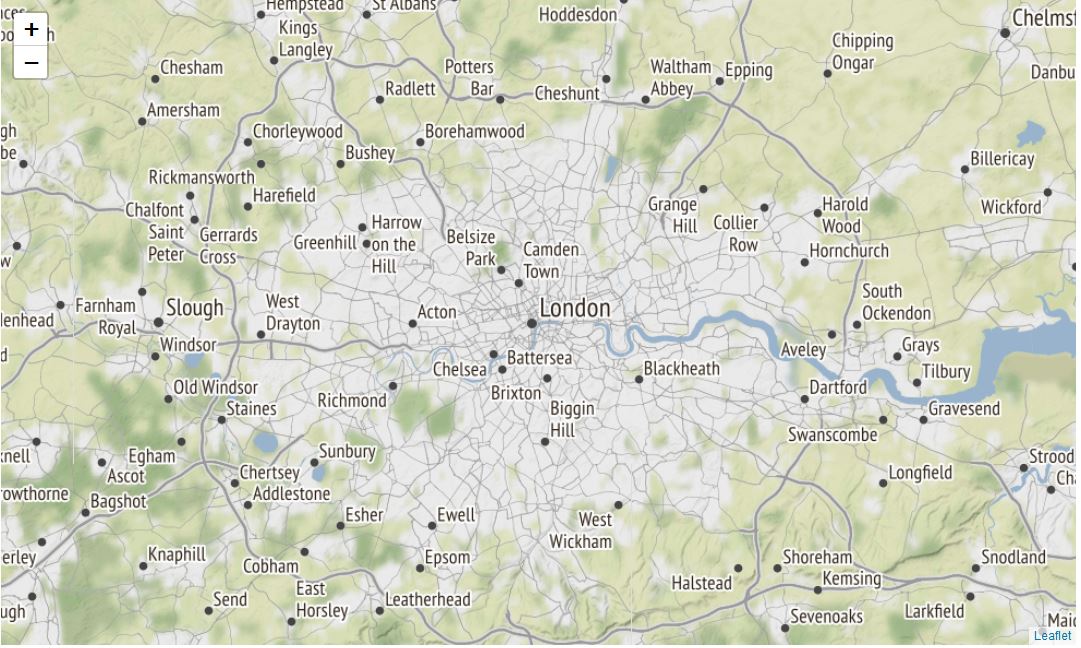 Hempstead
St Albans
Hoddesdon
Chelmsf
+
−
Kings
Langley
Chipping
Ongar
Chesham
Potters
Bar
Radlett
Cheshunt
Waltham
Abbey
Epping
Danbu
Amersham
Chorleywood
Borehamwood
Bushey
Billericay
Rickmansworth
Harefield
Chalfont
Saint
Peter
Gerrards
Cross
Greenhill
Harrow
on the
Hill
Belsize
Park
Camden
Town
Grange
Hill
Collier
Row
Harold
Wood
Hornchurch
Wickford
Farnham
Royal
Slough
West
Drayton
Acton
London
South
Ockendon
Windsor
Chelsea
Battersea
Blackheath
Aveley
Grays
Tilbury
Old Windsor
Staines
Richmond
Brixton
Biggin
Hill
Dartford
Gravesend
Swanscombe
Egham
Ascot
Sunbury
Chertsey
Addlestone
Longfield
Strood
Cha
Bagshot
Esher
Ewell
West
Wickham
Knaphill
Cobham
Epsom
Halstead
Shoreham
Kemsing
Snodland
Send
East
Horsley
Leatherhead
Sevenoaks
Larkfield
Maid
Leaflet